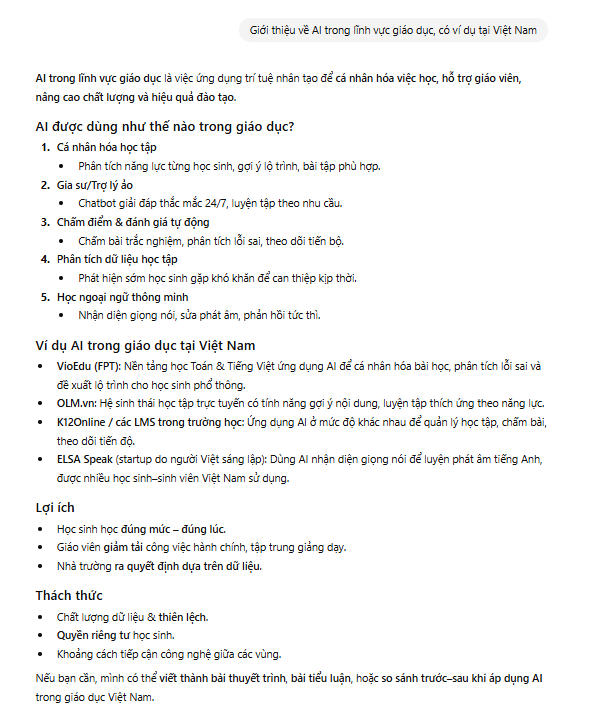 Giới thiệu về AI trong lĩnh vực giáo dục, có ví dụ tại Việt Nam
AI trong lĩnh vực giáo dục là việc ứng dụng trí tuệ nhân tạo để cá nhân hóa việc học, hỗ trợ giáo viên,
nâng cao chất lượng và hiệu quả đào tạo.
AI được dùng như thế nào trong giáo dục?
1. Cá nhân hóa học tập
• Phân tích năng lực từng học sinh, gợi ý lộ trình, bài tập phù hợp.
2. Gia sư/Trợ lý ảo
• Chatbot giải đáp thắc mắc 24/7, luyện tập theo nhu cầu.
3. Chấm điểm & đánh giá tự động
• Chấm bài trắc nghiệm, phân tích lỗi sai, theo dõi tiến bộ.
4. Phân tích dữ liệu học tập
• Phát hiện sớm học sinh gặp khó khăn để can thiệp kịp thời.
5. Học ngoại ngữ thông minh
• Nhận diện giọng nói, sửa phát âm, phản hồi tức thì.
Ví dụ AI trong giáo dục tại Việt Nam
• VioEdu (FPT): Nền tảng học Toán & Tiếng Việt ứng dụng AI để cá nhân hóa bài học, phân tích lỗi sai và
đề xuất lộ trình cho học sinh phổ thông.
• OLM.vn: Hệ sinh thái học tập trực tuyến có tính năng gợi ý nội dung, luyện tập thích ứng theo năng lực.
• K12Online / các LMS trong trường học: Ứng dụng AI ở mức độ khác nhau để quản lý học tập, chấm bài,
theo dõi tiến độ.
• ELSA Speak (startup do người Việt sáng lập): Dùng AI nhận diện giọng nói để luyện phát âm tiếng Anh,
được nhiều học sinh–sinh viên Việt Nam sử dụng.
Lợi ích
• Học sinh học đúng mức – đúng lúc.
• Giáo viên giảm tải công việc hành chính, tập trung giảng dạy.
• Nhà trường ra quyết định dựa trên dữ liệu.
Thách thức
• Chất lượng dữ liệu & thiên lệch.
• Quyền riêng tư học sinh.
• Khoảng cách tiếp cận công nghệ giữa các vùng.
Nếu bạn cần, mình có thể viết thành bài thuyết trình, bài tiểu luận, hoặc so sánh trước–sau khi áp dụng AI
trong giáo dục Việt Nam.